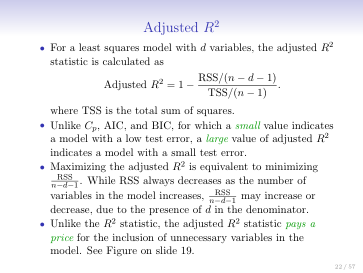 Adjusted R²
• For a least squares model with d variables, the adjusted R²
statistic is calculated as
Adjusted R² = 1 − RSS/(n − d − 1) / TSS/(n − 1).
where TSS is the total sum of squares.
• Unlike Cₚ, AIC, and BIC, for which a small value indicates
a model with a low test error, a large value of adjusted R²
indicates a model with a small test error.
• Maximizing the adjusted R² is equivalent to minimizing
RSS/n−d−1. While RSS always decreases as the number of
variables in the model increases, RSS/n−d−1 may increase or
decrease, due to the presence of d in the denominator.
• Unlike the R² statistic, the adjusted R² statistic pays a
price for the inclusion of unnecessary variables in the
model. See Figure on slide 19.
22 / 57